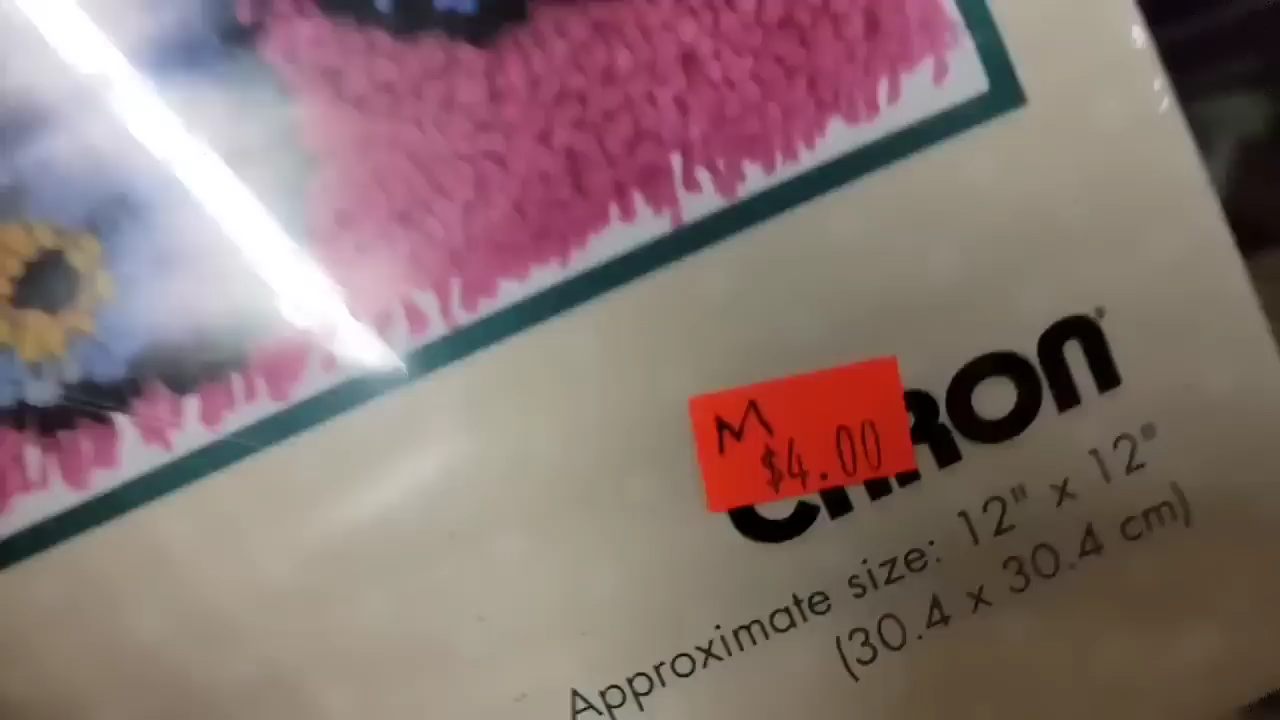 M
$4.00
CARON
Approximate size: 12" x 12"
(30.4 x 30.4 cm)